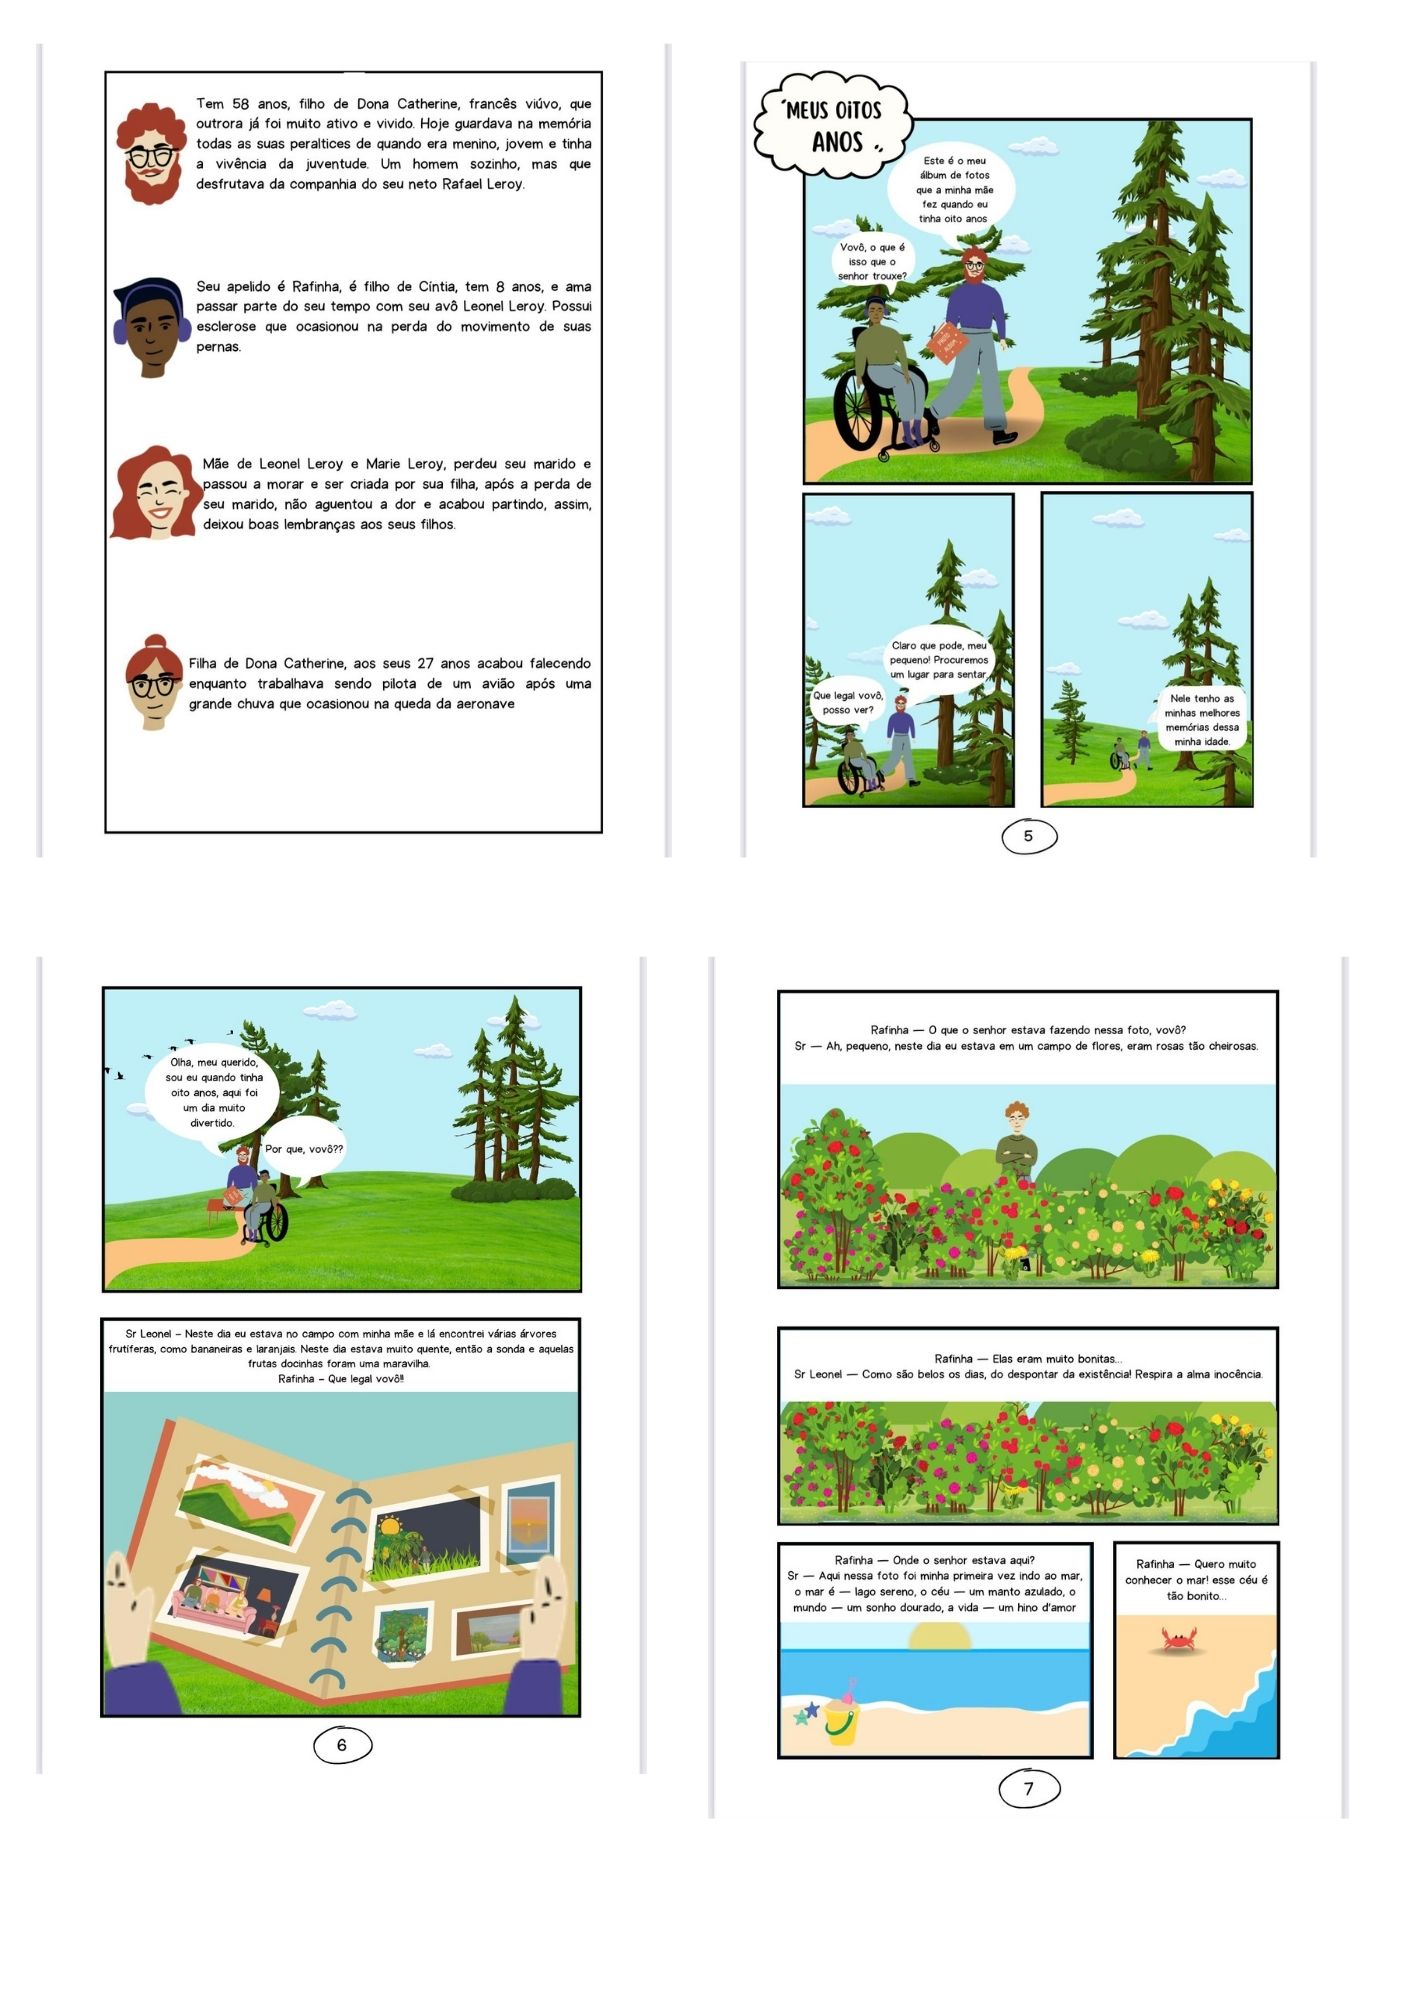 Tem 58 anos, filho de Dona Catherine, francês viúvo, que
outrora já foi muito ativo e vivido. Hoje guardava na memória
todas as suas peraltices de quando era menino, jovem e tinha
a vivência da juventude. Um homem sozinho, mas que
desfrutava da companhia do seu neto Rafael Leroy.
Seu apelido é Rafinha, é filho de Cíntia, tem 8 anos, e ama
passar parte do seu tempo com seu avô Leonel Leroy. Possui
esclerose que ocasionou na perda do movimento de suas
pernas.
Mãe de Leonel Leroy e Marie Leroy, perdeu seu marido e
passou a morar e ser criada por sua filha, após a perda de
seu marido, não aguentou a dor e acabou partindo, assim,
deixou boas lembranças aos seus filhos.
Filha de Dona Catherine, aos seus 27 anos acabou falecendo
enquanto trabalhava sendo pilota de um avião após uma
grande chuva que ocasionou na queda da aeronave
"MEUS OITOS
ANOS ,,
Este é o meu
álbum de fotos
que a minha mãe
fez quando eu
tinha oito anos
Vovô, o que é
isso que o
senhor trouxe?
PHOTO
ALBUM
Claro que pode, meu
pequeno! Procuremos
um lugar para sentar.
Que legal vovô,
posso ver?
Nele tenho as
minhas melhores
memórias dessa
minha idade.
5
Olha, meu querido,
sou eu quando tinha
oito anos, aqui foi
um dia muito
divertido.
Por que, vovô??
Sr Leonel – Neste dia eu estava no campo com minha mãe e lá encontrei várias árvores
frutíferas, como bananeiras e laranjais. Neste dia estava muito quente, então a sonda e aquelas
frutas docinhas foram uma maravilha.
Rafinha – Que legal vovô!!
6
Rafinha — O que o senhor estava fazendo nessa foto, vovô?
Sr — Ah, pequeno, neste dia eu estava em um campo de flores, eram rosas tão cheirosas.
Rafinha — Elas eram muito bonitas...
Sr Leonel — Como são belos os dias, do despontar da existência! Respira a alma inocência.
Rafinha — Onde o senhor estava aqui?
Sr — Aqui nessa foto foi minha primeira vez indo ao mar,
o mar é — lago sereno, o céu — um manto azulado, o
mundo — um sonho dourado, a vida — um hino d'amor
Rafinha — Quero muito
conhecer o mar! esse céu é
tão bonito...
7